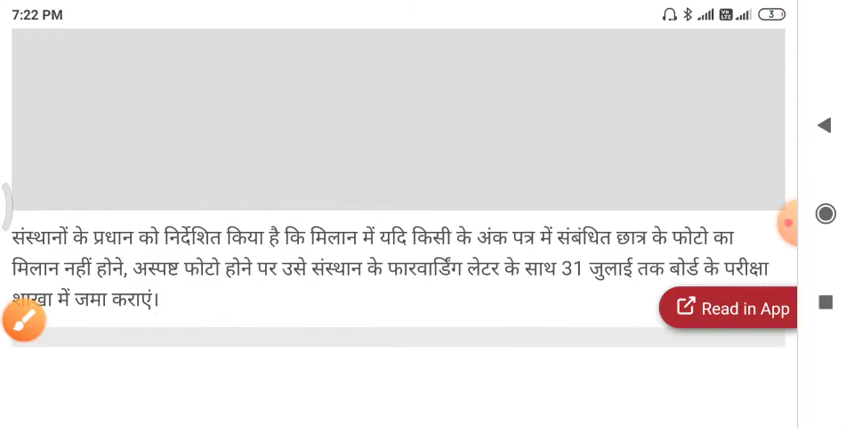 7:22 PM
3
संस्थानों के प्रधान को निर्देशित किया है कि मिलान में यदि किसी के अंक पत्र में संबंधित छात्र के फोटो का
मिलान नहीं होने, अस्पष्ट फोटो होने पर उसे संस्थान के फारवार्डिंग लेटर के साथ 31 जुलाई तक बोर्ड के परीक्षा
शाखा में जमा कराएं।
Read in App